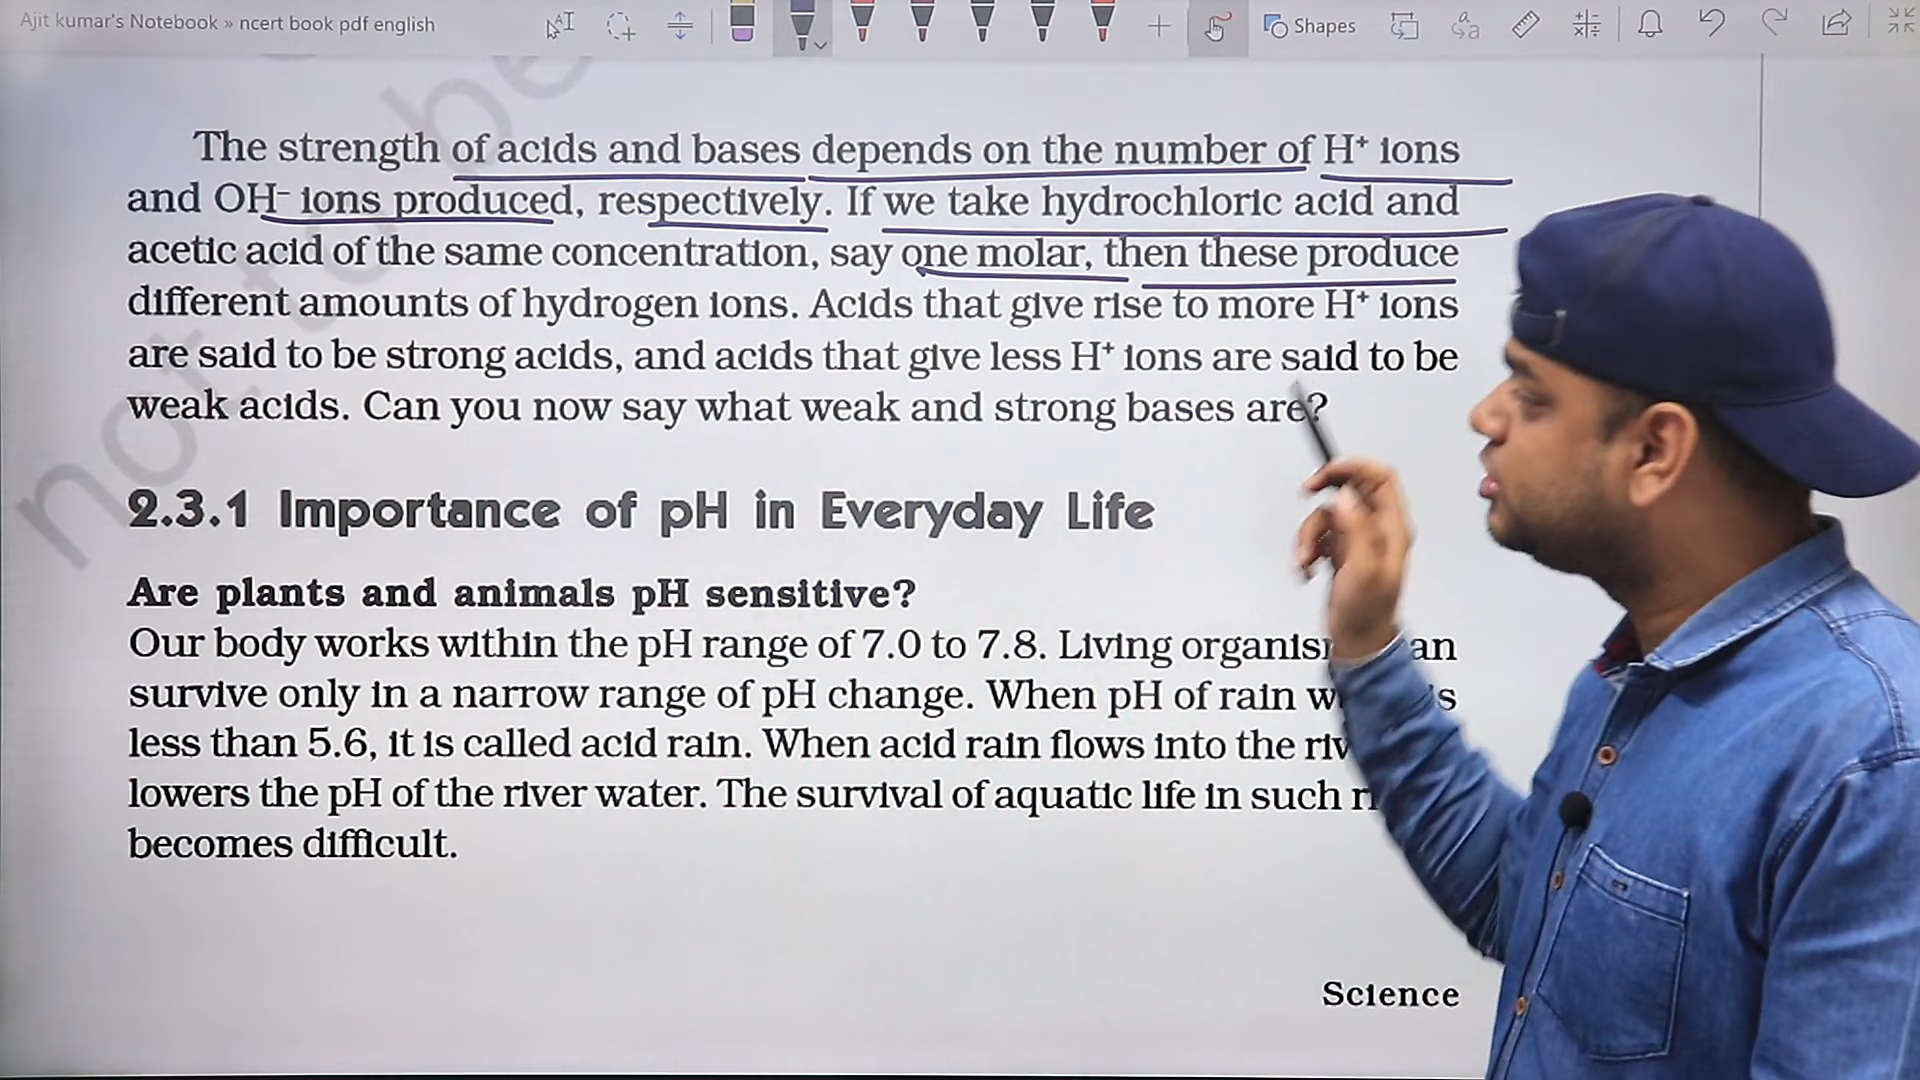 Ajit kumar's Notebook » ncert book pdf english
Shapes
not to be
The strength of acids and bases depends on the number of H⁺ ions
and OH⁻ ions produced, respectively. If we take hydrochloric acid and
acetic acid of the same concentration, say one molar, then these produce
different amounts of hydrogen ions. Acids that give rise to more H⁺ ions
are said to be strong acids, and acids that give less H⁺ ions are said to be
weak acids. Can you now say what weak and strong bases are?
2.3.1 Importance of pH in Everyday Life
Are plants and animals pH sensitive?
Our body works within the pH range of 7.0 to 7.8. Living
survive only in a narrow range of pH change. When pH of rain
less than 5.6, it is called acid rain. When acid rain flows into the
lowers the pH of the river water. The survival of aquatic life in such
becomes difficult.
Science